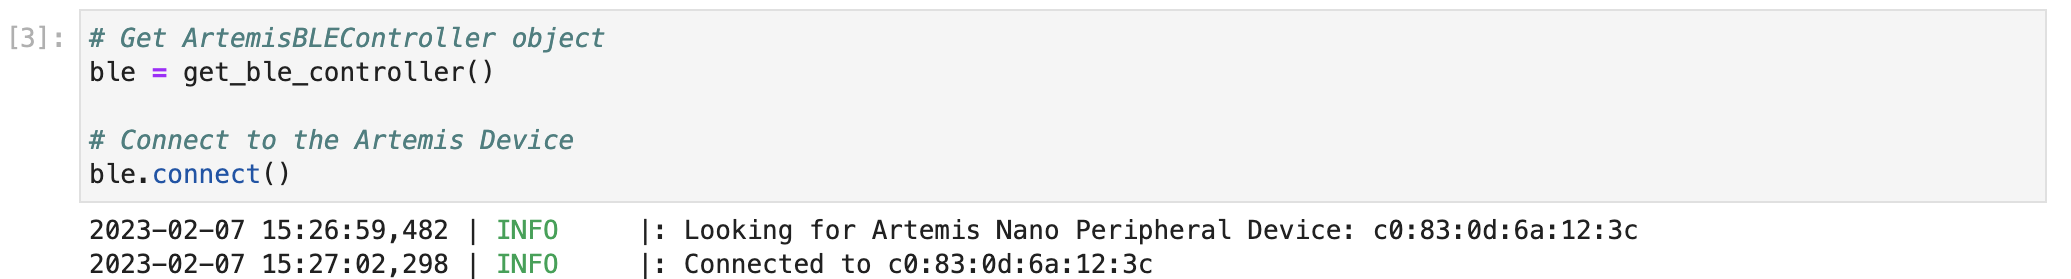 [3]: # Get ArtemisBLEController object
ble = get_ble_controller()
# Connect to the Artemis Device
ble.connect()
2023-02-07 15:26:59,482 | INFO     |: Looking for Artemis Nano Peripheral Device: c0:83:0d:6a:12:3c
2023-02-07 15:27:02,298 | INFO     |: Connected to c0:83:0d:6a:12:3c